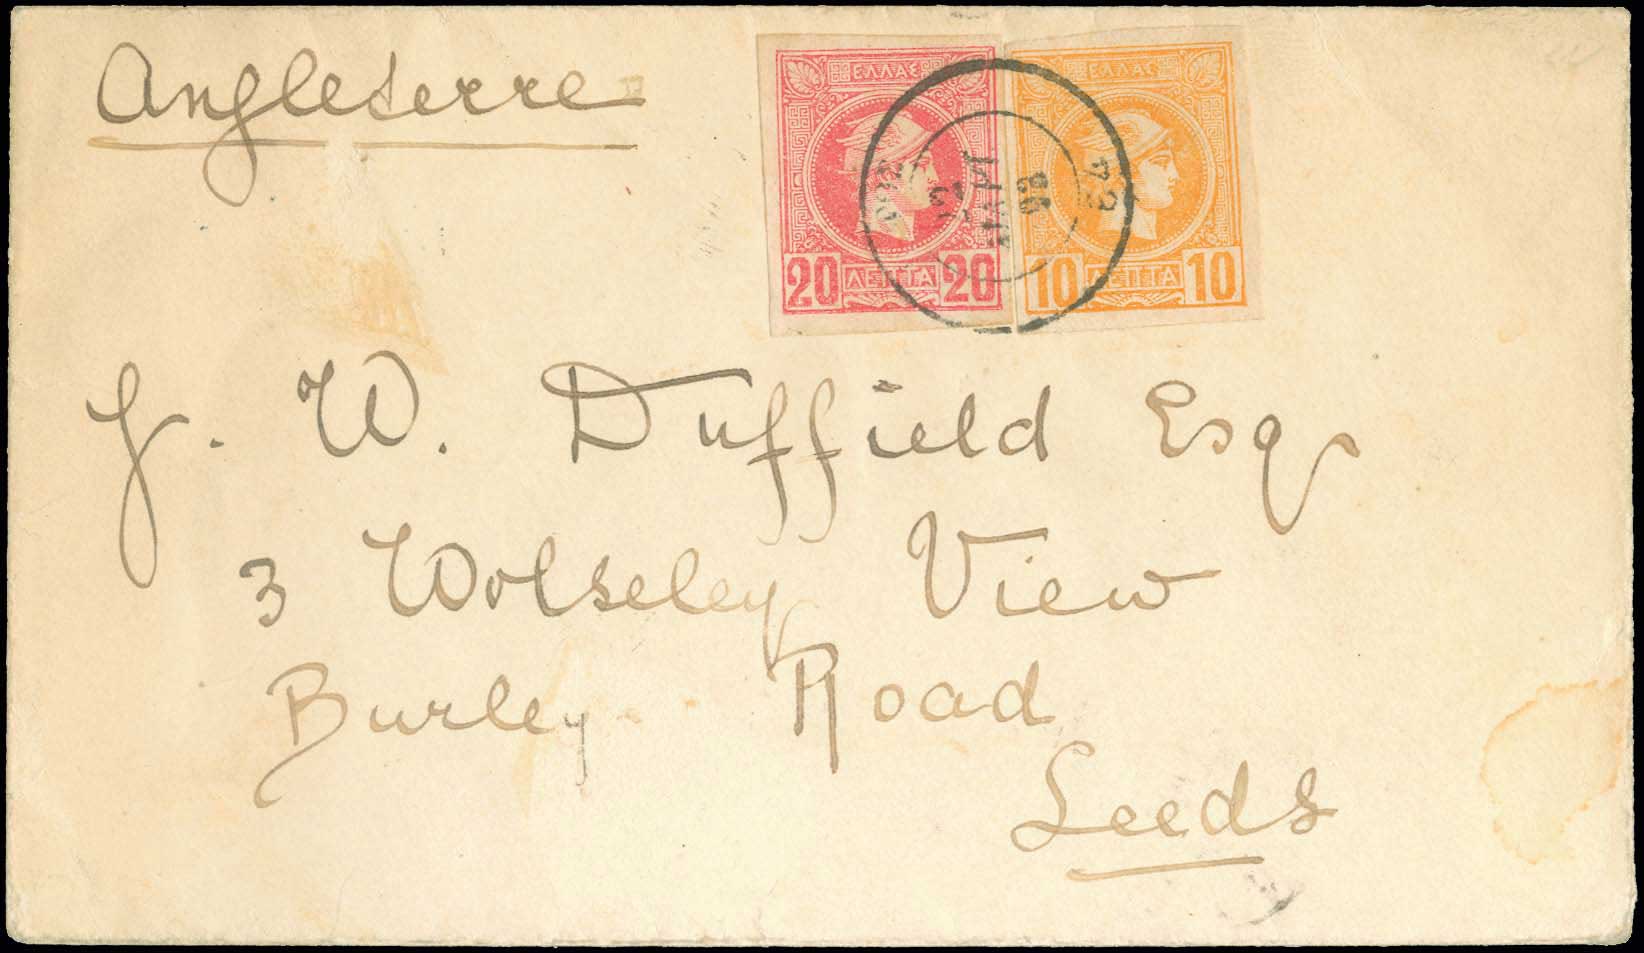 Angleterre
ΕΛΛΑΣ ΕΛΛΑΣ
20 ΛΕΠΤΑ 20 10 ΛΕΠΤΑ 10
J. W. Duffield Esq
3 Wolseley View
Burley Road
Leeds